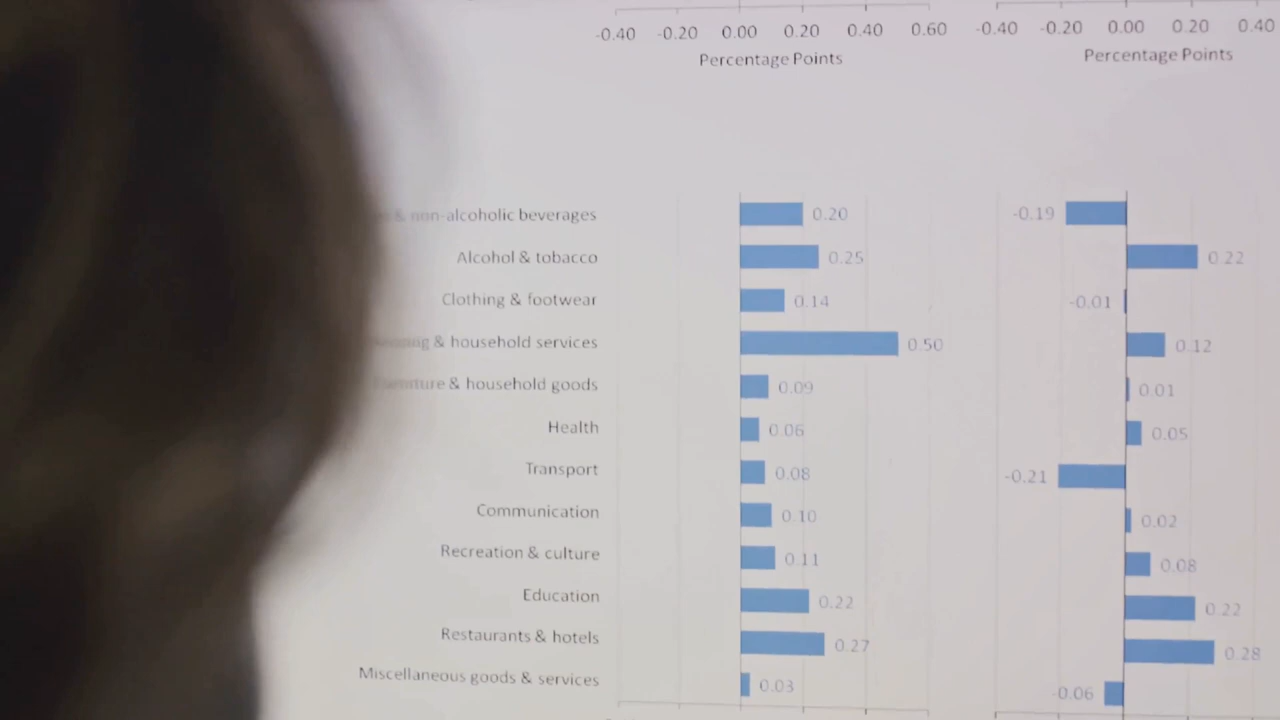 -0.40 -0.20 0.00 0.20 0.40 0.60 -0.40 -0.20 0.00 0.20 0.40
Percentage Points Percentage Points
& non-alcoholic beverages 0.20 -0.19
Alcohol & tobacco 0.25 0.22
Clothing & footwear 0.14 -0.01
& household services 0.50 0.12
Furniture & household goods 0.09 0.01
Health 0.06 0.05
Transport 0.08 -0.21
Communication 0.10 0.02
Recreation & culture 0.11 0.08
Education 0.22 0.22
Restaurants & hotels 0.27 0.28
Miscellaneous goods & services 0.03 -0.06